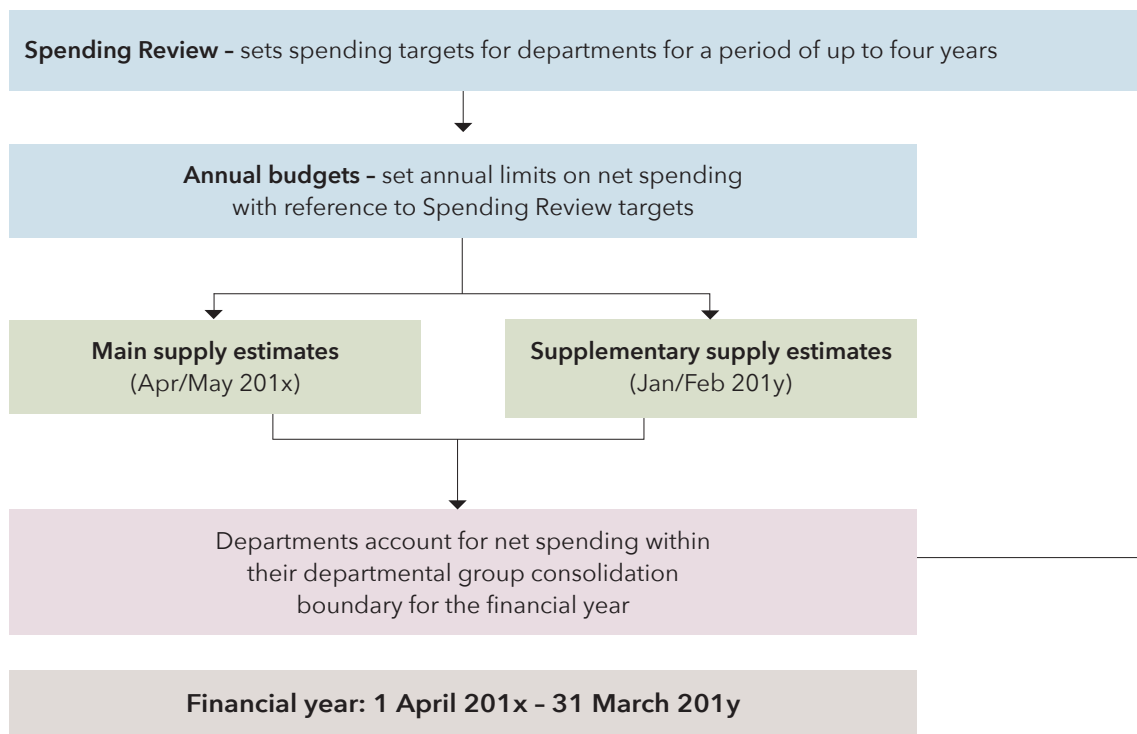 Spending Review – sets spending targets for departments for a period of up to four years
Annual budgets – set annual limits on net spending
with reference to Spending Review targets
Main supply estimates
(Apr/May 201x)
Supplementary supply estimates
(Jan/Feb 201y)
Departments account for net spending within
their departmental group consolidation
boundary for the financial year
Financial year: 1 April 201x – 31 March 201y